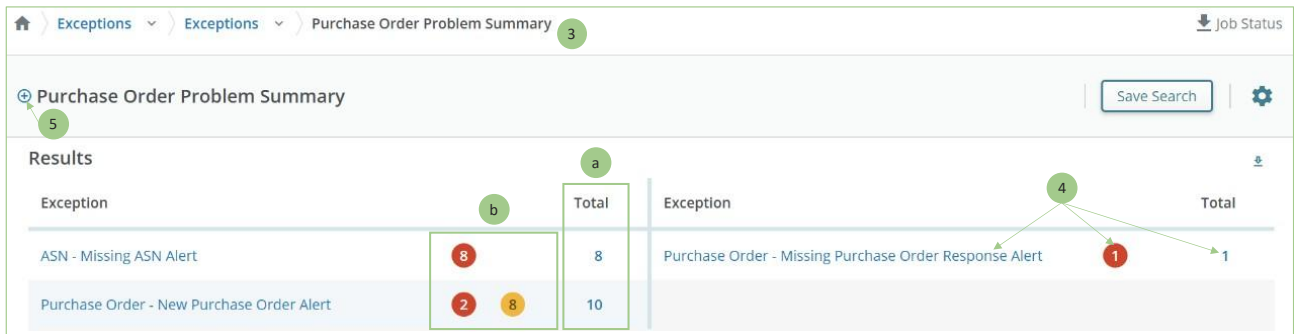 Exceptions Exceptions Purchase Order Problem Summary 3 Job Status
Purchase Order Problem Summary Save Search
5
Results a
4
Exception b Total Exception Total
ASN - Missing ASN Alert 8 8 Purchase Order - Missing Purchase Order Response Alert 1 1
Purchase Order - New Purchase Order Alert 2 8 10